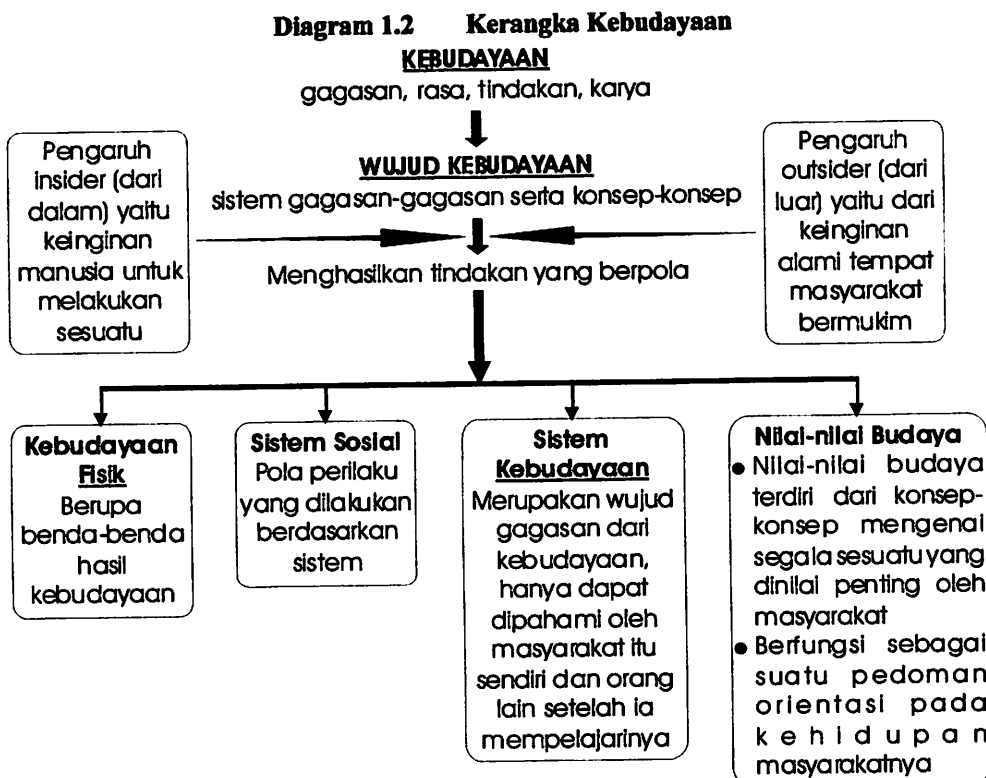 Diagram 1.2 Kerangka Kebudayaan
KEBUDAYAAN
gagasan, rasa, tindakan, karya
WUJUD KEBUDAYAAN
sistem gagasan-gagasan serta konsep-konsep
Pengaruh
insider (dari
dalam) yaitu
keinginan
manusia untuk
melakukan
sesuatu
Pengaruh
outsider (dari
luar) yaitu dari
keinginan
alami tempat
masyarakat
bermukim
Menghasilkan tindakan yang berpola
Kebudayaan
Fisik
Berupa
benda-benda
hasil
kebudayaan
Sistem Sosial
Pola perilaku
yang dilakukan
berdasarkan
sistem
Sistem
Kebudayaan
Merupakan wujud
gagasan dari
kebudayaan,
hanya dapat
dipahami oleh
masyarakat itu
sendiri dan orang
lain setelah ia
mempelajarinya
Nilai-nilai Budaya
• Nilai-nilai budaya
terdiri dari konsep-
konsep mengenai
segala sesuatu yang
dinilai penting oleh
masyarakat
• Berfungsi sebagai
suatu pedoman
orientasi pada
kehidupan
masyarakatnya